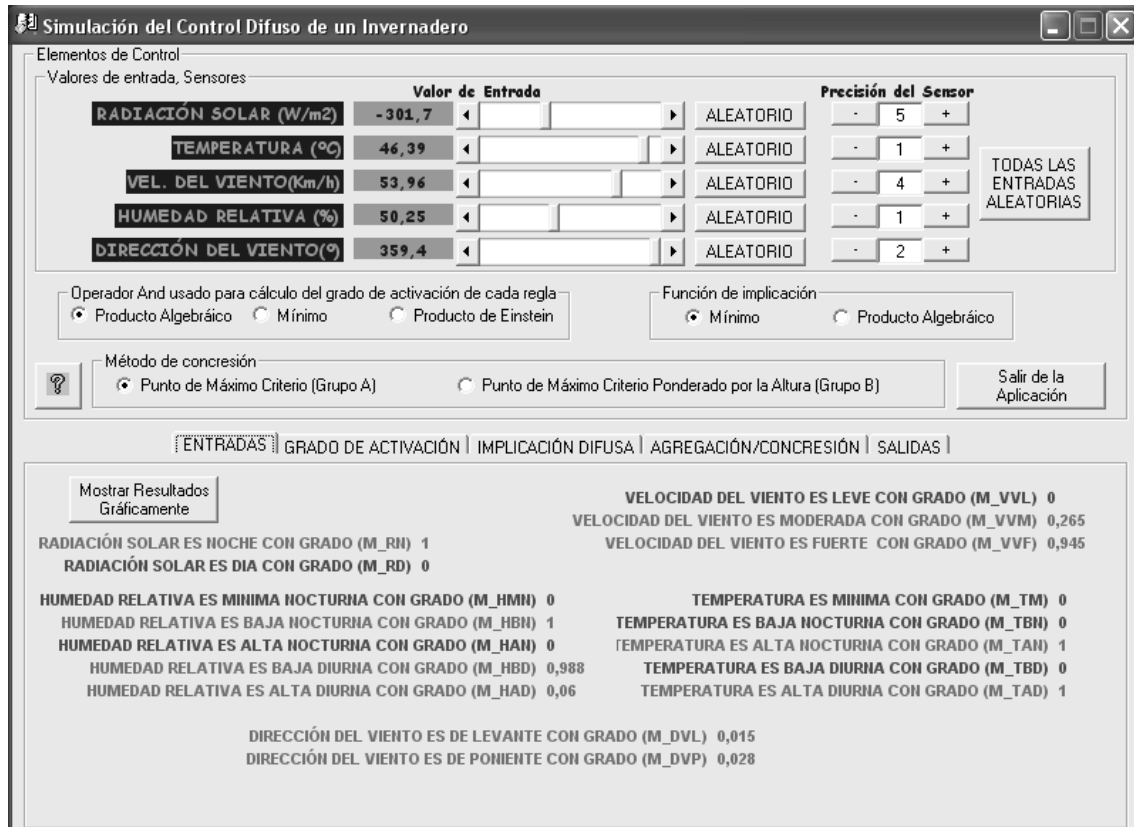 Simulación del Control Difuso de un Invernadero
Elementos de Control
Valores de entrada, Sensores
Valor de Entrada
Precisión del Sensor
RADIACIÓN SOLAR (W/m2) -301,7 ALEATORIO - 5 +
TEMPERATURA (ºC) 46,39 ALEATORIO - 1 +
VEL. DEL VIENTO(Km/h) 53,96 ALEATORIO - 4 +
HUMEDAD RELATIVA (%) 50,25 ALEATORIO - 1 +
DIRECCIÓN DEL VIENTO(º) 359,4 ALEATORIO - 2 +
TODAS LAS
ENTRADAS
ALEATORIAS
Operador And usado para cálculo del grado de activación de cada regla
Producto Algebráico Mínimo Producto de Einstein
Función de implicación
Mínimo Producto Algebráico
?
Método de concresión
Punto de Máximo Criterio (Grupo A) Punto de Máximo Criterio Ponderado por la Altura (Grupo B)
Salir de la
Aplicación
ENTRADAS GRADO DE ACTIVACIÓN IMPLICACIÓN DIFUSA AGREGACIÓN/CONCRESIÓN SALIDAS
Mostrar Resultados
Gráficamente
VELOCIDAD DEL VIENTO ES LEVE CON GRADO (M_VVL) 0
VELOCIDAD DEL VIENTO ES MODERADA CON GRADO (M_VVM) 0,265
VELOCIDAD DEL VIENTO ES FUERTE CON GRADO (M_VVF) 0,945
RADIACIÓN SOLAR ES NOCHE CON GRADO (M_RN) 1
RADIACIÓN SOLAR ES DIA CON GRADO (M_RD) 0
HUMEDAD RELATIVA ES MINIMA NOCTURNA CON GRADO (M_HMN) 0
HUMEDAD RELATIVA ES BAJA NOCTURNA CON GRADO (M_HBN) 1
HUMEDAD RELATIVA ES ALTA NOCTURNA CON GRADO (M_HAN) 0
HUMEDAD RELATIVA ES BAJA DIURNA CON GRADO (M_HBD) 0,988
HUMEDAD RELATIVA ES ALTA DIURNA CON GRADO (M_HAD) 0,06
TEMPERATURA ES MINIMA CON GRADO (M_TM) 0
TEMPERATURA ES BAJA NOCTURNA CON GRADO (M_TBN) 0
TEMPERATURA ES ALTA NOCTURNA CON GRADO (M_TAN) 1
TEMPERATURA ES BAJA DIURNA CON GRADO (M_TBD) 0
TEMPERATURA ES ALTA DIURNA CON GRADO (M_TAD) 1
DIRECCIÓN DEL VIENTO ES DE LEVANTE CON GRADO (M_DVL) 0,015
DIRECCIÓN DEL VIENTO ES DE PONIENTE CON GRADO (M_DVP) 0,028